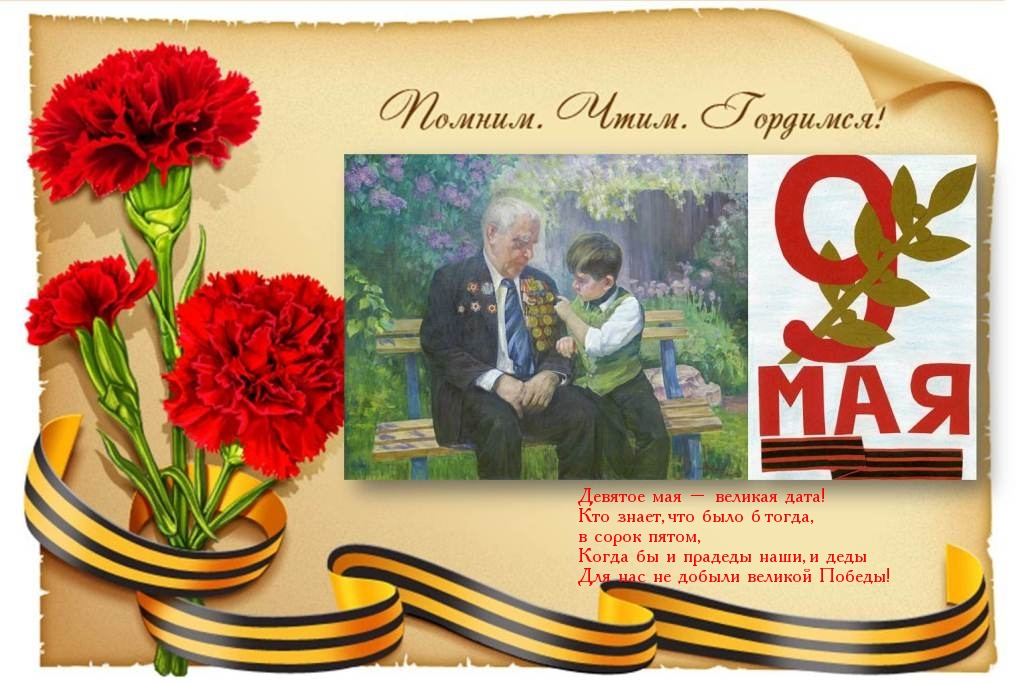 Помним. Чтим. Гордимся!
9
МАЯ
Девятое мая — великая дата!
Кто знает, что было б тогда,
в сорок пятом,
Когда бы и прадеды наши, и деды
Для нас не добыли великой Победы!